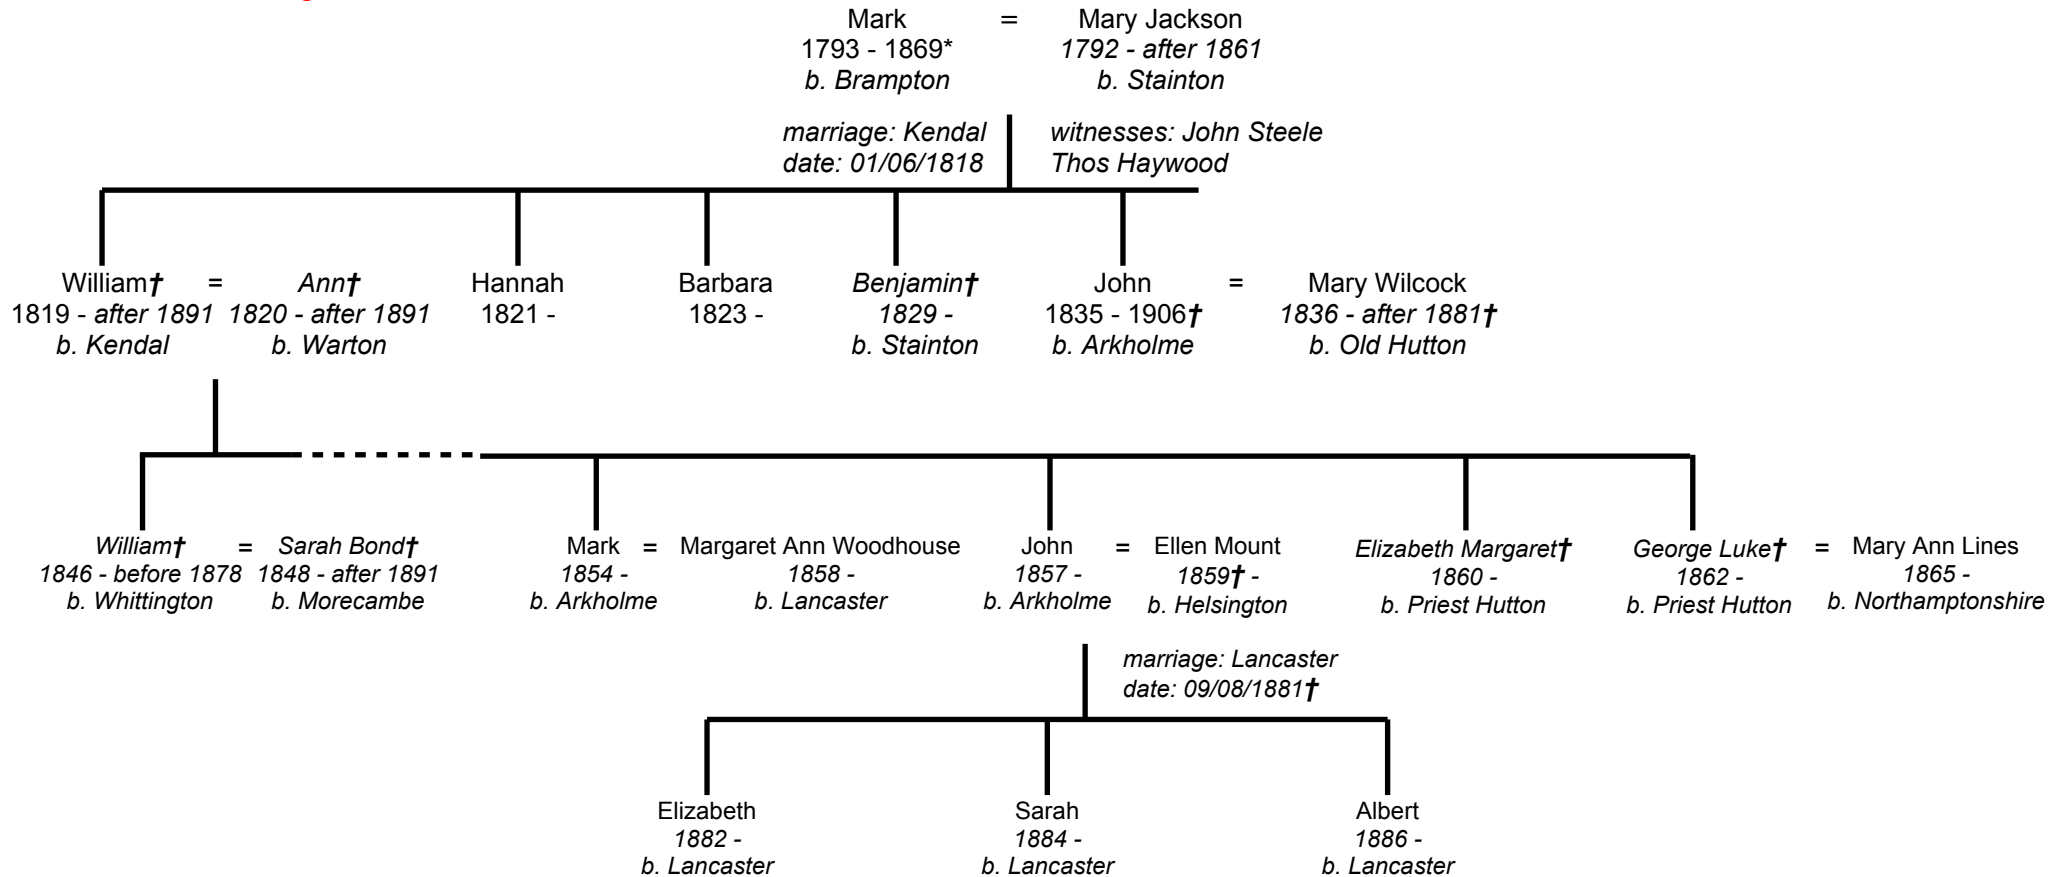 Mark = Mary Jackson
1793 - 1869* 1792 - after 1861
b. Brampton b. Stainton
marriage: Kendal witnesses: John Steele
date: 01/06/1818 Thos Haywood
William† = Ann† Hannah Barbara Benjamin† John = Mary Wilcock
1819 - after 1891 1820 - after 1891 1821 - 1823 - 1829 - 1835 - 1906† 1836 - after 1881†
b. Kendal b. Warton b. Stainton b. Arkholme b. Old Hutton
William† = Sarah Bond† Mark = Margaret Ann Woodhouse John = Ellen Mount Elizabeth Margaret† George Luke† = Mary Ann Lines
1846 - before 1878 1848 - after 1891 1854 - 1858 - 1857 - 1859† - 1860 - 1862 - 1865 -
b. Whittington b. Morecambe b. Arkholme b. Lancaster b. Arkholme b. Helsington b. Priest Hutton b. Priest Hutton b. Northamptonshire
marriage: Lancaster
date: 09/08/1881†
Elizabeth Sarah Albert
1882 - 1884 - 1886 -
b. Lancaster b. Lancaster b. Lancaster